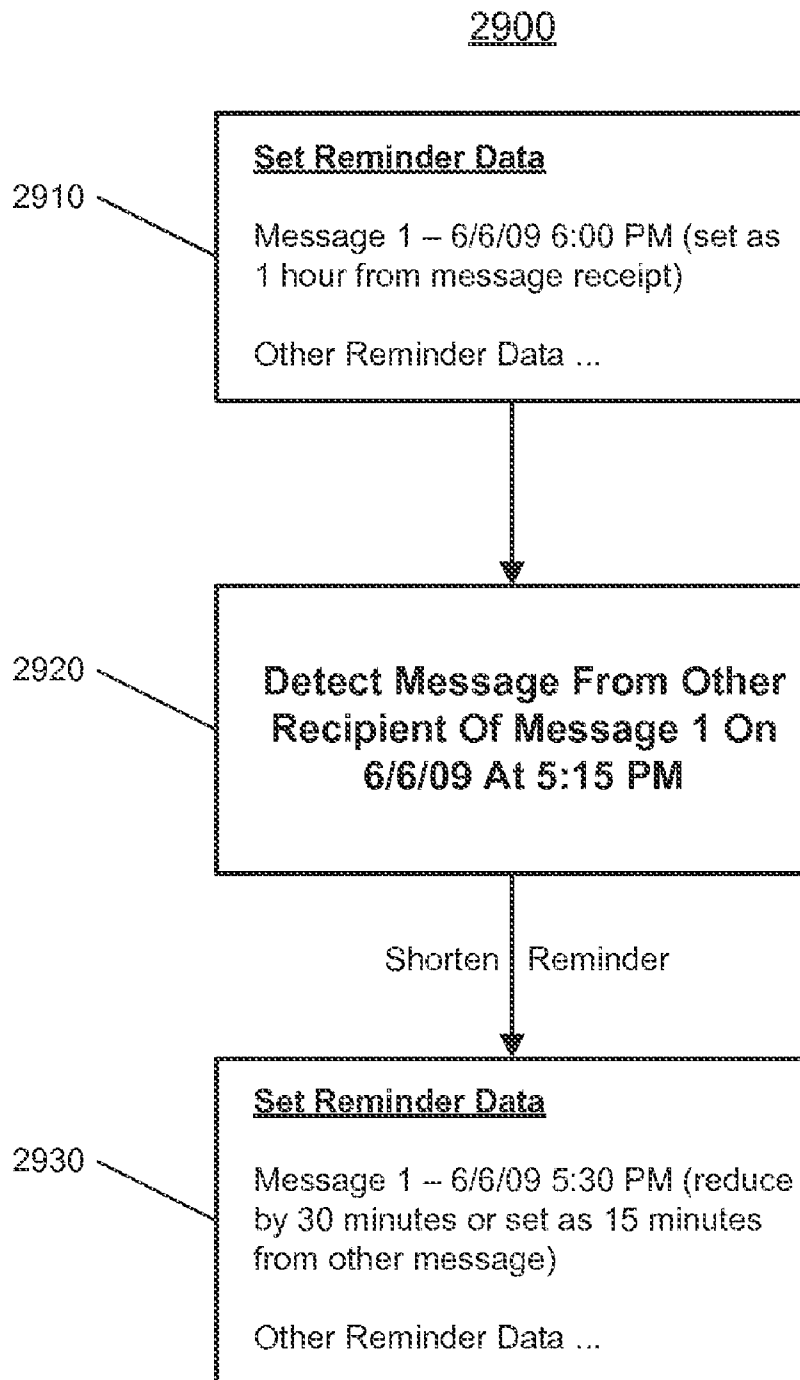 2900
2910
Set Reminder Data
Message 1 – 6/6/09 6:00 PM (set as
1 hour from message receipt)
Other Reminder Data ...
2920
Detect Message From Other
Recipient Of Message 1 On
6/6/09 At 5:15 PM
Shorten Reminder
2930
Set Reminder Data
Message 1 – 6/6/09 5:30 PM (reduce
by 30 minutes or set as 15 minutes
from other message)
Other Reminder Data ...